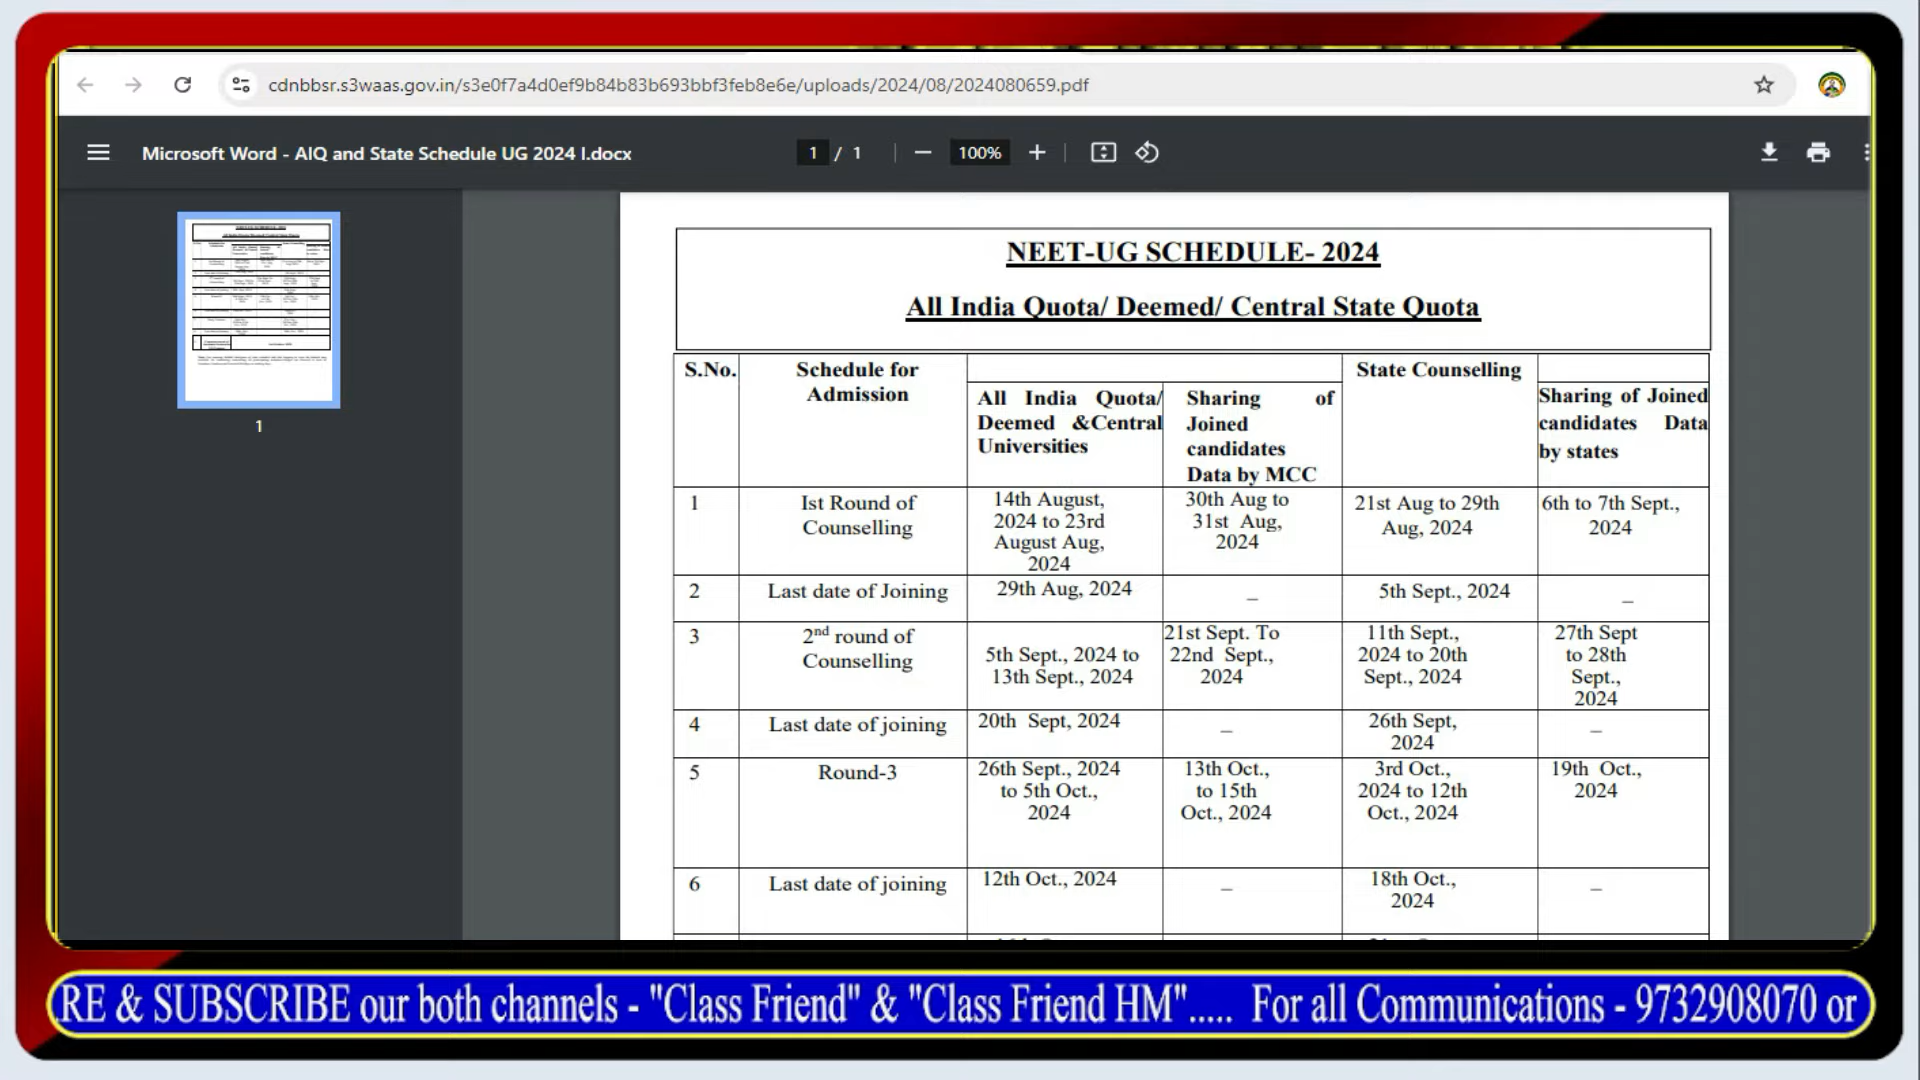 cdnbbsr.s3waas.gov.in/s3e0f7a4d0ef9b84b83b693bbf3feb8e6e/uploads/2024/08/2024080659.pdf
Microsoft Word - AIQ and State Schedule UG 2024 I.docx
1 / 1
100%
1
NEET-UG SCHEDULE- 2024
All India Quota/ Deemed/ Central State Quota
S.No.
Schedule for
Admission
All India Quota/
Deemed &Central
Universities
Sharing of
Joined
candidates
Data by MCC
State Counselling
Sharing of Joined
candidates Data
by states
1
Ist Round of
Counselling
14th August,
2024 to 23rd
August Aug,
2024
30th Aug to
31st Aug,
2024
21st Aug to 29th
Aug, 2024
6th to 7th Sept.,
2024
2
Last date of Joining
29th Aug, 2024
_
5th Sept., 2024
_
3
2nd round of
Counselling
5th Sept., 2024 to
13th Sept., 2024
21st Sept. To
22nd Sept.,
2024
11th Sept.,
2024 to 20th
Sept., 2024
27th Sept
to 28th
Sept.,
2024
4
Last date of joining
20th Sept, 2024
_
26th Sept,
2024
_
5
Round-3
26th Sept., 2024
to 5th Oct.,
2024
13th Oct.,
to 15th
Oct., 2024
3rd Oct.,
2024 to 12th
Oct., 2024
19th Oct.,
2024
6
Last date of joining
12th Oct., 2024
_
18th Oct.,
2024
_
RE & SUBSCRIBE our both channels - "Class Friend" & "Class Friend HM"..... For all Communications - 9732908070 or